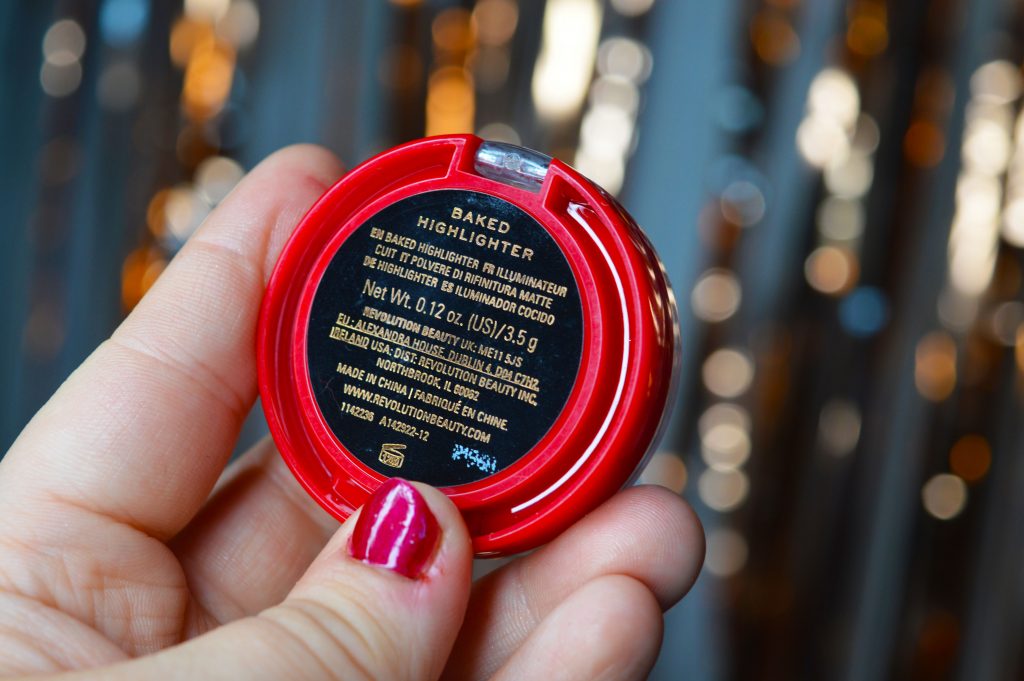 BAKED
HIGHLIGHTER
EN BAKED HIGHLIGHTER FR ILLUMINATEUR
CUIT IT POLVERE DI RIFINITURA MATTE
DE HIGHLIGHTER ES ILUMINADOR COCIDO
Net Wt. 0.12 oz. (US)/3.5 g
REVOLUTION BEAUTY UK: ME11 5JS
EU: ALEXANDRA HOUSE, DUBLIN 4, D04 C7H2
IRELAND USA: DIST: REVOLUTION BEAUTY INC.
NORTHBROOK, IL 60062
MADE IN CHINA | FABRIQUÉ EN CHINE
WWW.REVOLUTIONBEAUTY.COM
1142236 A142922-12